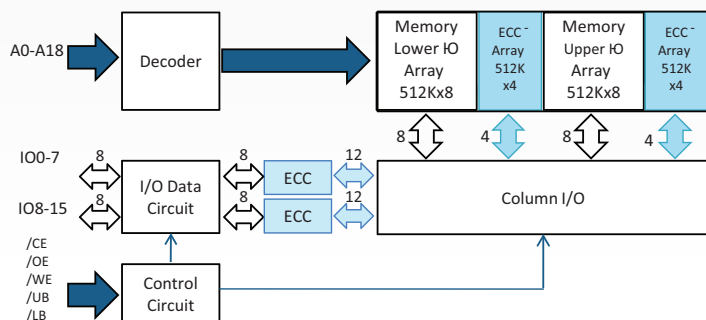 A0-A18
Decoder
Memory
Lower IO
Array
512Kx8
ECC-
Array
512K
x4
Memory
Upper IO
Array
512Kx8
ECC-
Array
512K
x4
8
4
8
4
IO0-7
8
I/O Data
Circuit
8
ECC
12
Column I/O
IO8-15
8
8
ECC
12
/CE
/OE
/WE
/UB
/LB
Control
Circuit